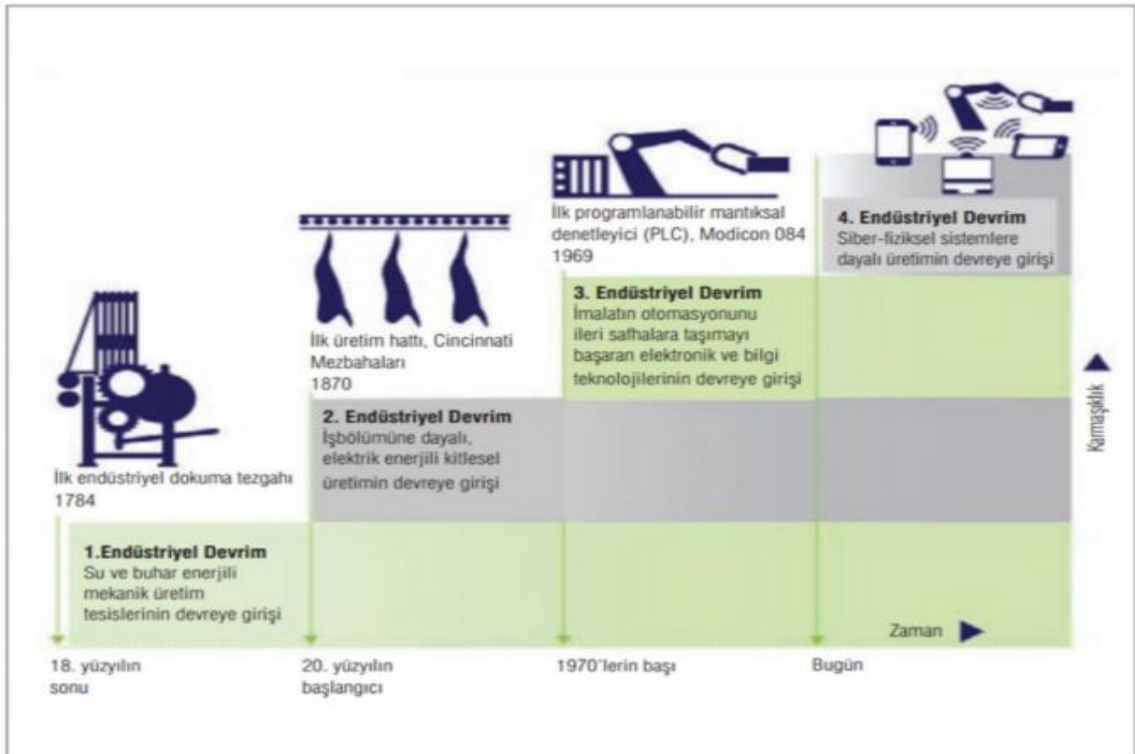 İlk endüstriyel dokuma tezgahı
1784
1.Endüstriyel Devrim
Su ve buhar enerjili
mekanik üretim
tesislerinin devreye girişi
18. yüzyılın
sonu
İlk üretim hattı, Cincinnati
Mezbahaları
1870
2. Endüstriyel Devrim
İşbölümüne dayalı,
elektrik enerjili kitlesel
üretimin devreye girişi
20. yüzyılın
başlangıcı
İlk programlanabilir mantıksal
denetleyici (PLC), Modicon 084
1969
3. Endüstriyel Devrim
İmalatın otomasyonunu
ileri safhalara taşımayı
başaran elektronik ve bilgi
teknolojilerinin devreye girişi
1970'lerin başı
4. Endüstriyel Devrim
Siber-fiziksel sistemlere
dayalı üretimin devreye girişi
Bugün
Zaman
Karmaşıklık